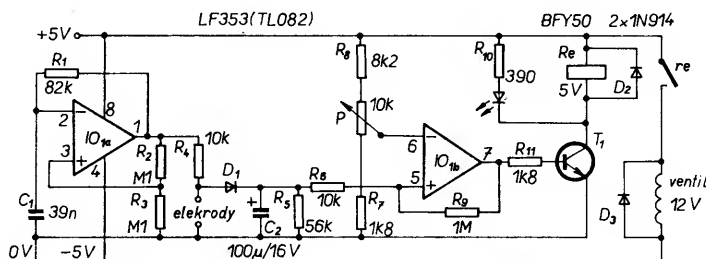 LF353(TL082)
BFY50 2×1N914
+5V
R1
82k
2
3
8
4
1
IO1a
C1
39n
0V
-5V
R2
M1
R3
M1
R4
10k
D1
elekrody
+
C2
100μ/16V
R5
56k
R6
10k
R8
8k2
P
10k
R7
1k8
6
5
7
IO1b
R9
1M
R10
390
R11
1k8
Re
5V
D2
T1
re
D3
ventil
12V